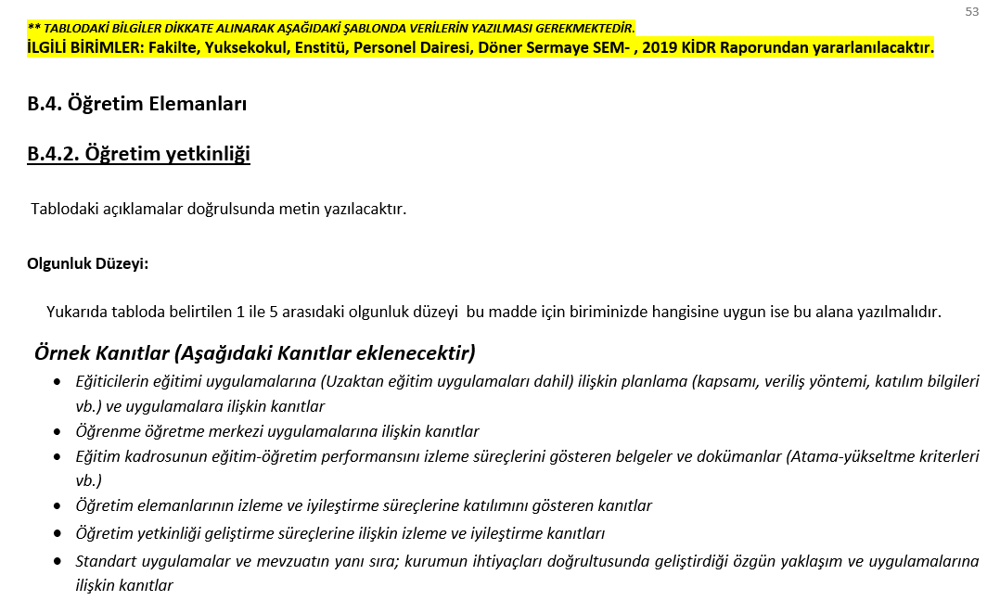 53
** TABLODAKİ BİLGİLER DİKKATE ALINARAK AŞAĞIDAKİ ŞABLONDA VERİLERİN YAZILMASI GEREKMEKTEDİR.
İLGİLİ BİRİMLER: Fakilte, Yuksekokul, Enstitü, Personel Dairesi, Döner Sermaye SEM- , 2019 KİDR Raporundan yararlanılacaktır.
B.4. Öğretim Elemanları
B.4.2. Öğretim yetkinliği
Tablodaki açıklamalar doğrulsunda metin yazılacaktır.
Olgunluk Düzeyi:
Yukarıda tabloda belirtilen 1 ile 5 arasıdaki olgunluk düzeyi bu madde için biriminizde hangisine uygun ise bu alana yazılmalıdır.
Örnek Kanıtlar (Aşağıdaki Kanıtlar eklenecektir)
• Eğiticilerin eğitimi uygulamalarına (Uzaktan eğitim uygulamaları dahil) ilişkin planlama (kapsamı, veriliş yöntemi, katılım bilgileri
vb.) ve uygulamalara ilişkin kanıtlar
• Öğrenme öğretme merkezi uygulamalarına ilişkin kanıtlar
• Eğitim kadrosunun eğitim-öğretim performansını izleme süreçlerini gösteren belgeler ve dokümanlar (Atama-yükseltme kriterleri
vb.)
• Öğretim elemanlarının izleme ve iyileştirme süreçlerine katılımını gösteren kanıtlar
• Öğretim yetkinliği geliştirme süreçlerine ilişkin izleme ve iyileştirme kanıtları
• Standart uygulamalar ve mevzuatın yanı sıra; kurumun ihtiyaçları doğrultusunda geliştirdiği özgün yaklaşım ve uygulamalarına
ilişkin kanıtlar